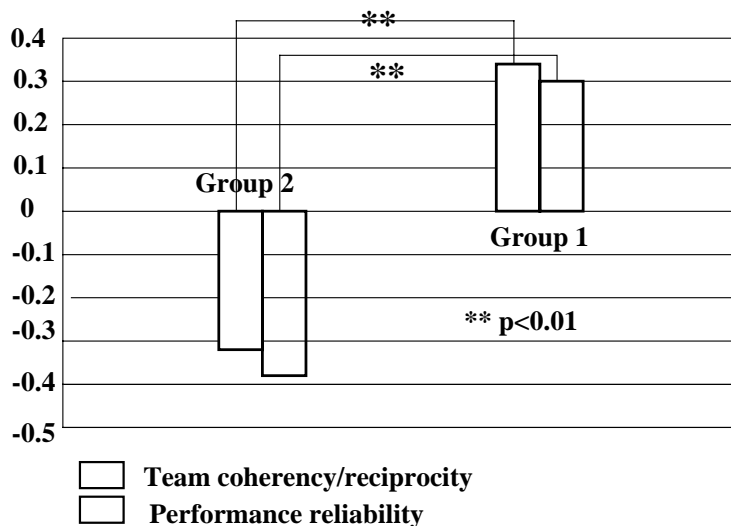 **
0.4
**
0.3
0.2
0.1
Group 2
0
Group 1
-0.1
-0.2
** p<0.01
-0.3
-0.4
-0.5
Team coherency/reciprocity
Performance reliability